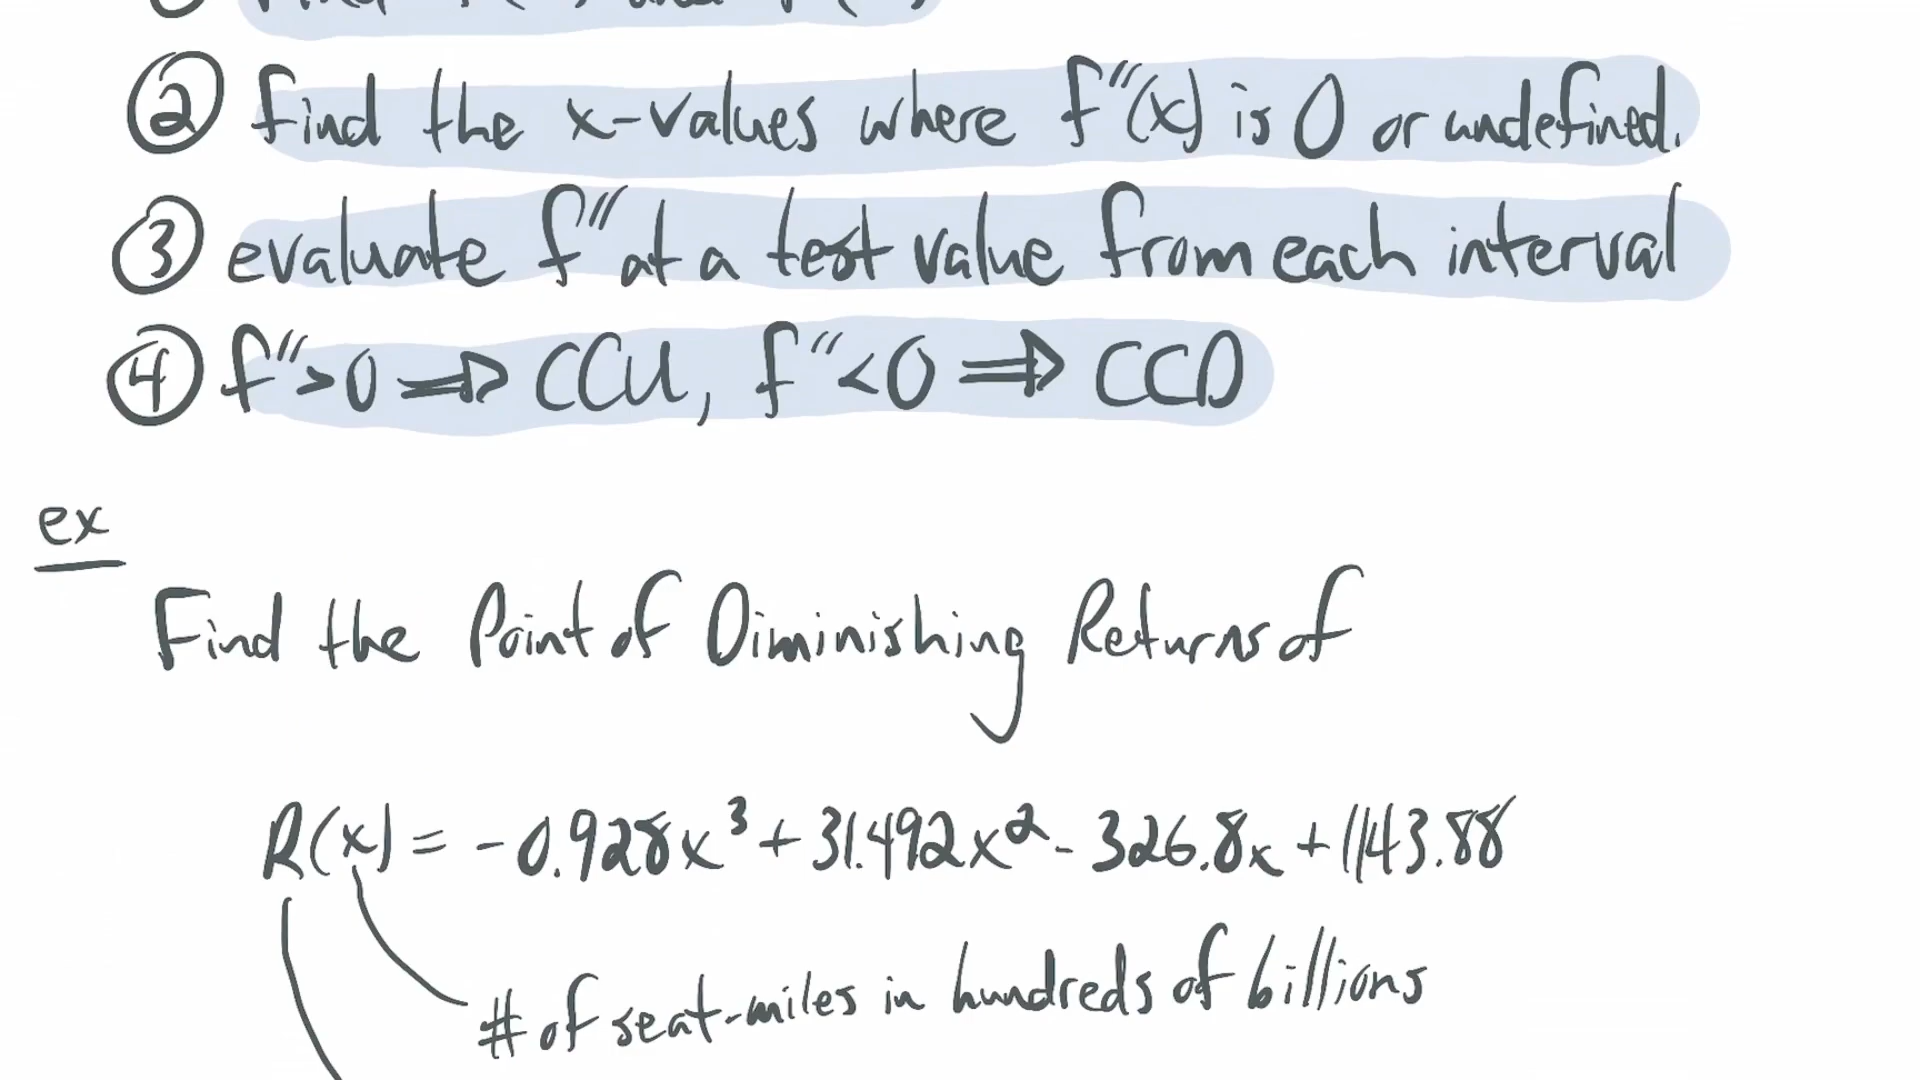 ② find the x-values where f''(x) is 0 or undefined.
③ evaluate f'' at a test value from each interval
④ f''>0 ⇒ CCU, f''<0 ⇒ CCD
ex
Find the Point of Diminishing Returns of
R(x) = -0.928x³ + 31.492x² - 326.8x + 1143.88
# of seat-miles in hundreds of billions